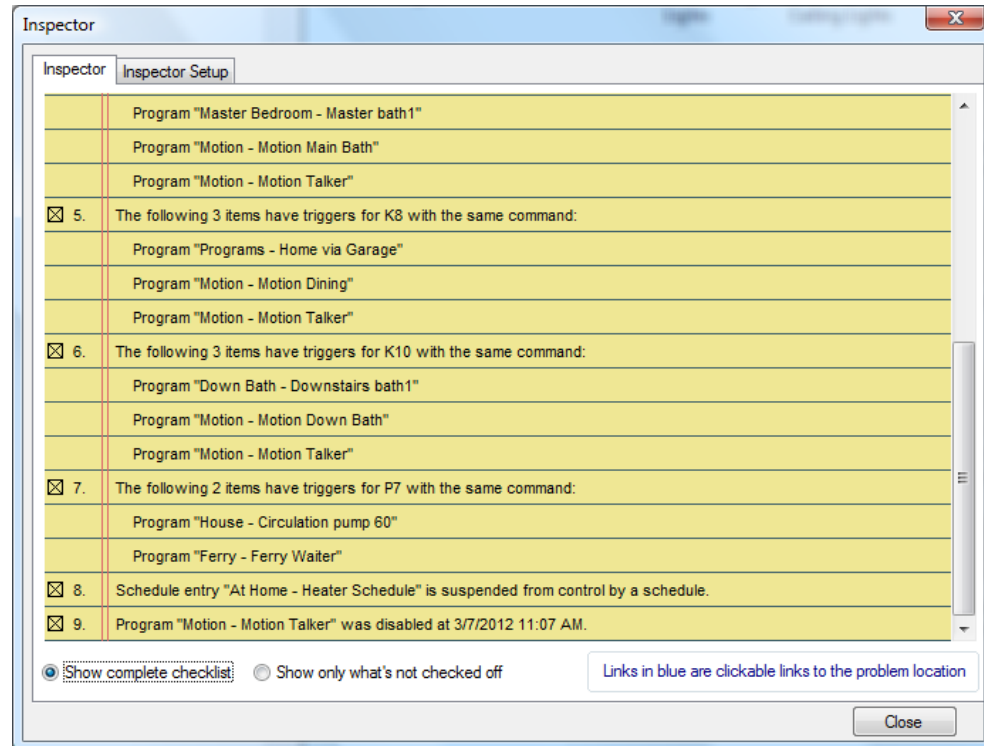 Inspector
Inspector Inspector Setup
Program "Master Bedroom - Master bath1"
Program "Motion - Motion Main Bath"
Program "Motion - Motion Talker"
5. The following 3 items have triggers for K8 with the same command:
Program "Programs - Home via Garage"
Program "Motion - Motion Dining"
Program "Motion - Motion Talker"
6. The following 3 items have triggers for K10 with the same command:
Program "Down Bath - Downstairs bath1"
Program "Motion - Motion Down Bath"
Program "Motion - Motion Talker"
7. The following 2 items have triggers for P7 with the same command:
Program "House - Circulation pump 60"
Program "Ferry - Ferry Waiter"
8. Schedule entry "At Home - Heater Schedule" is suspended from control by a schedule.
9. Program "Motion - Motion Talker" was disabled at 3/7/2012 11:07 AM.
Show complete checklist Show only what's not checked off Links in blue are clickable links to the problem location
Close